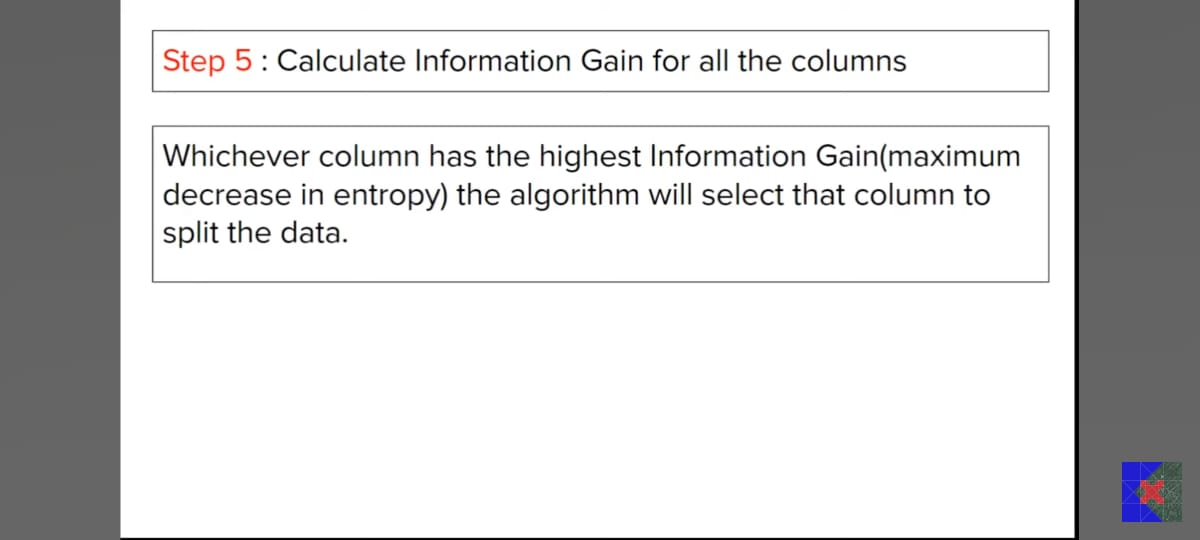 Step 5 : Calculate Information Gain for all the columns
Whichever column has the highest Information Gain(maximum
decrease in entropy) the algorithm will select that column to
split the data.